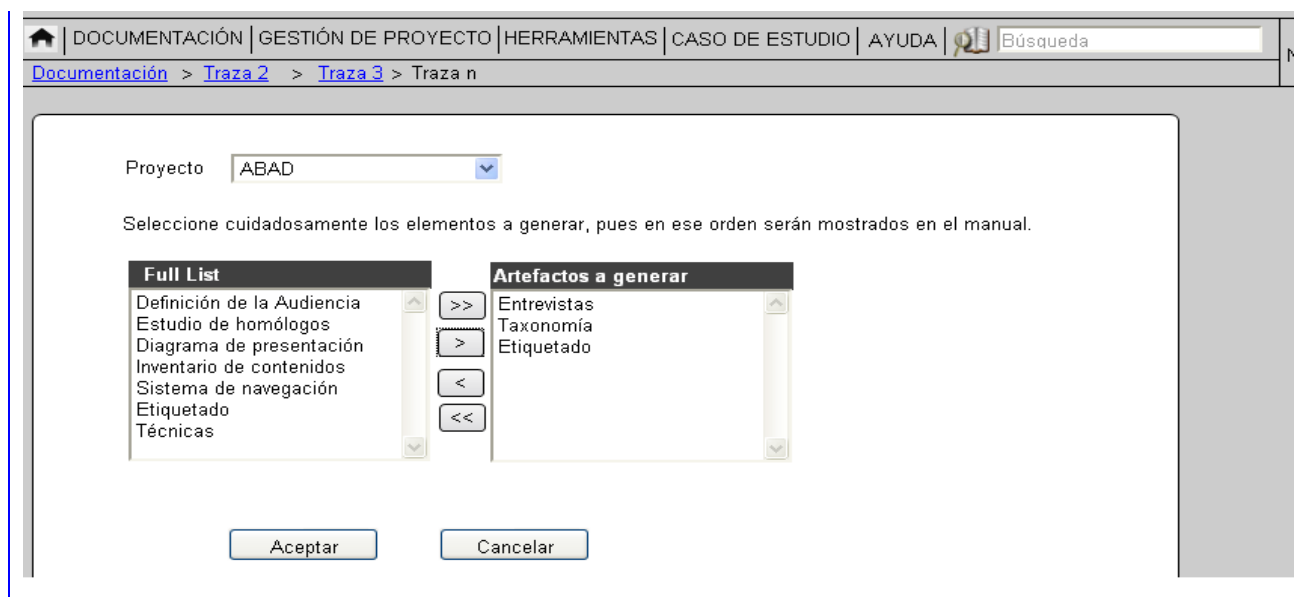 DOCUMENTACIÓN | GESTIÓN DE PROYECTO | HERRAMIENTAS | CASO DE ESTUDIO | AYUDA | Búsqueda
Documentación > Traza 2 > Traza 3 > Traza n
Proyecto ABAD
Seleccione cuidadosamente los elementos a generar, pues en ese orden serán mostrados en el manual.
Full List
Definición de la Audiencia
Estudio de homólogos
Diagrama de presentación
Inventario de contenidos
Sistema de navegación
Etiquetado
Técnicas
>>
>
<
<<
Artefactos a generar
Entrevistas
Taxonomía
Etiquetado
Aceptar Cancelar